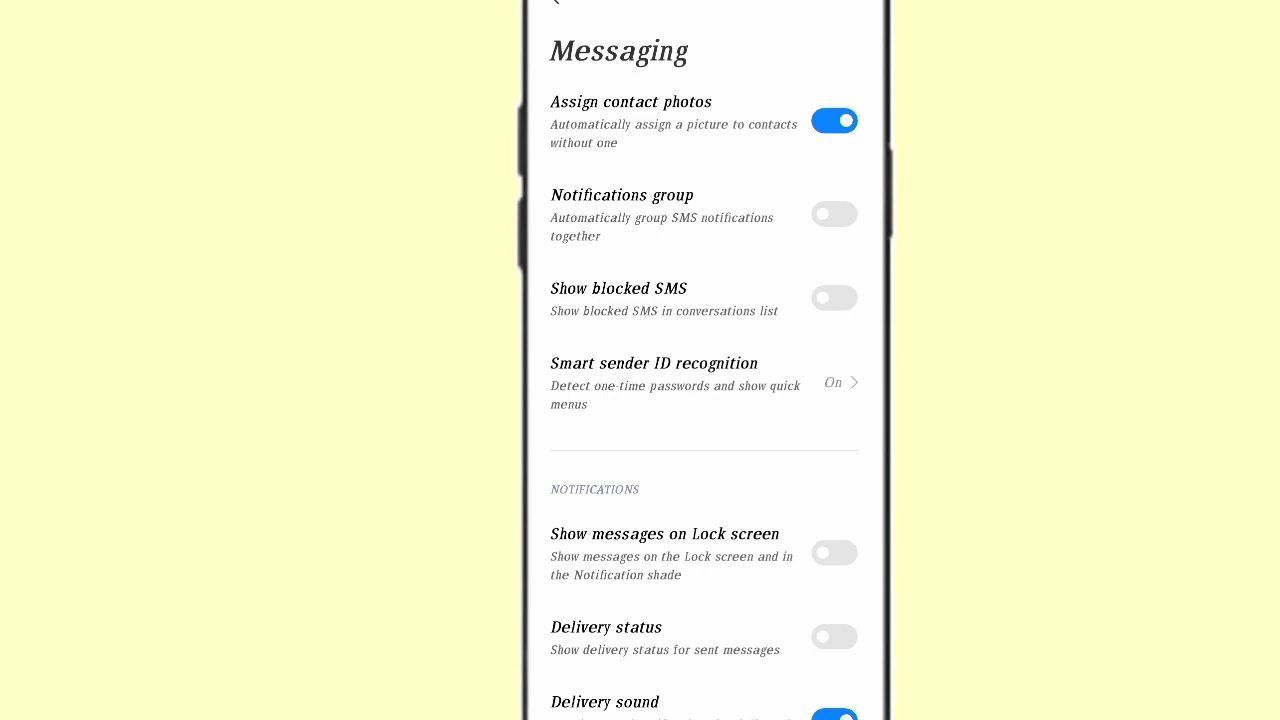 Messaging
Assign contact photos
Automatically assign a picture to contacts
without one
Notifications group
Automatically group SMS notifications
together
Show blocked SMS
Show blocked SMS in conversations list
Smart sender ID recognition
Detect one-time passwords and show quick
menus
On
NOTIFICATIONS
Show messages on Lock screen
Show messages on the Lock screen and in
the Notification shade
Delivery status
Show delivery status for sent messages
Delivery sound